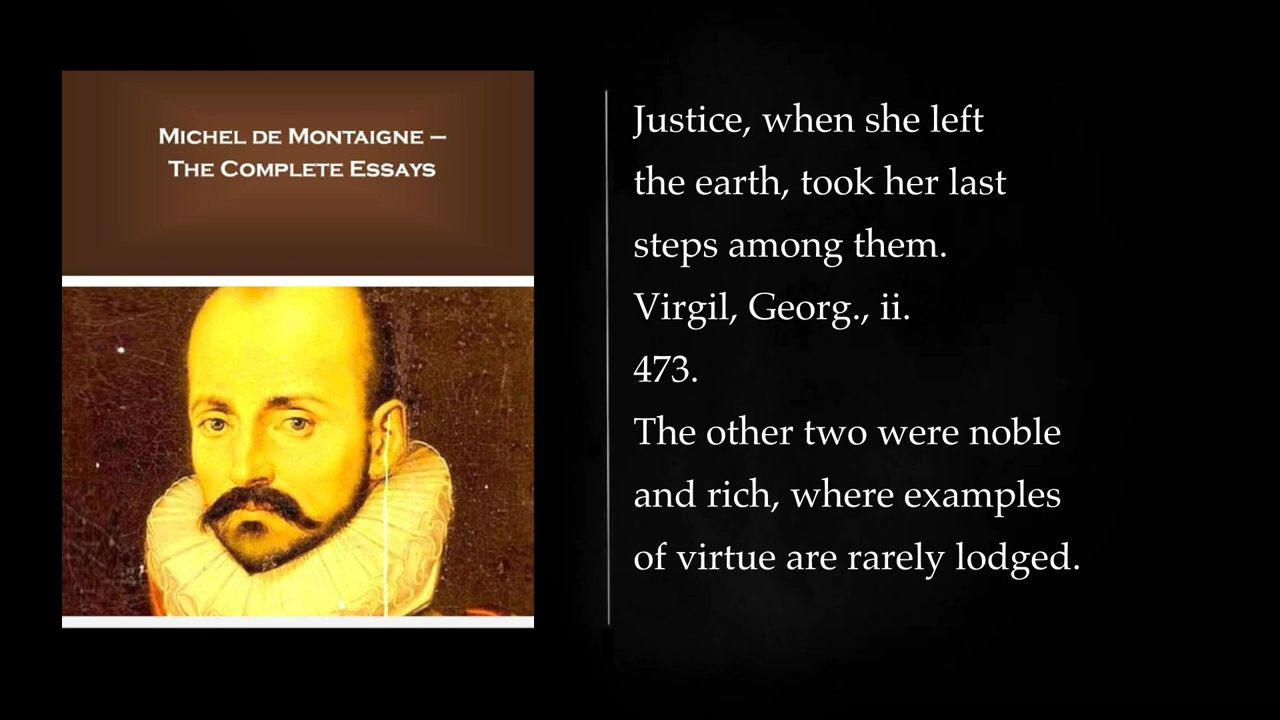 MICHEL DE MONTAIGNE –
THE COMPLETE ESSAYS
Justice, when she left
the earth, took her last
steps among them.
Virgil, Georg., ii.
473.
The other two were noble
and rich, where examples
of virtue are rarely lodged.